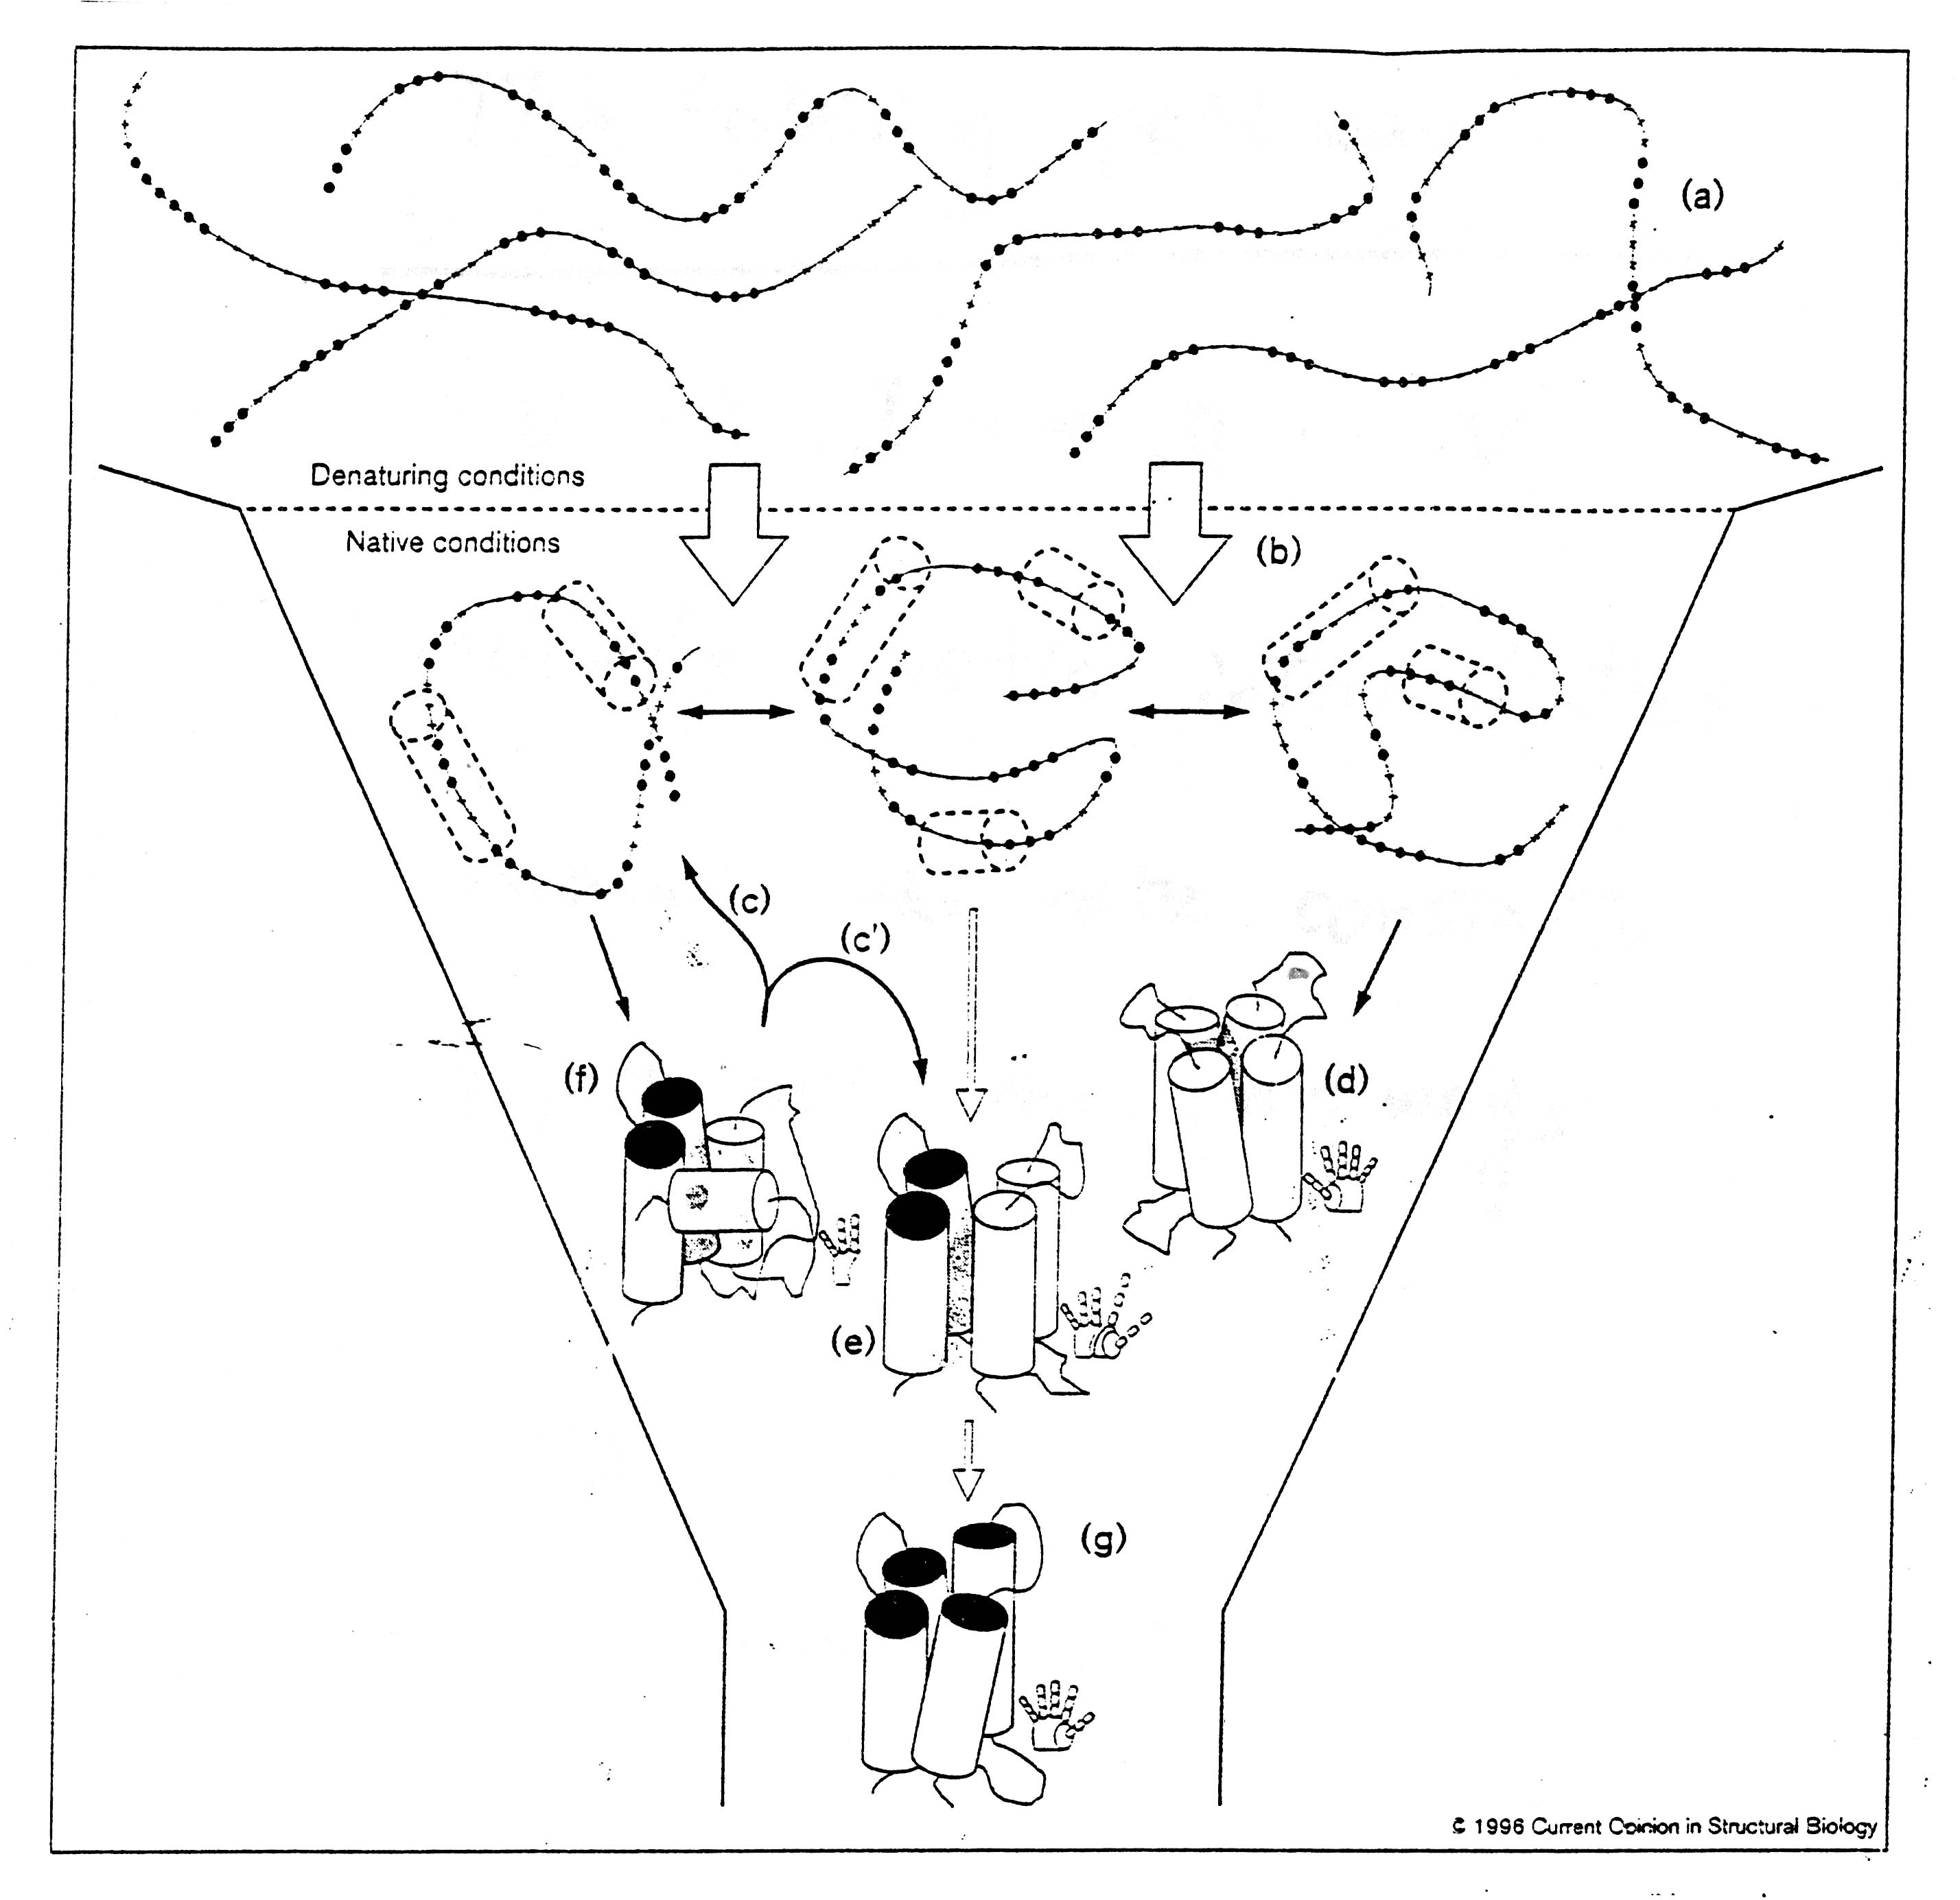 (a)
Denaturing conditions
Native conditions
(b)
(c)
(c')
(f)
(d)
(e)
(g)
© 1996 Current Opinion in Structural Biology